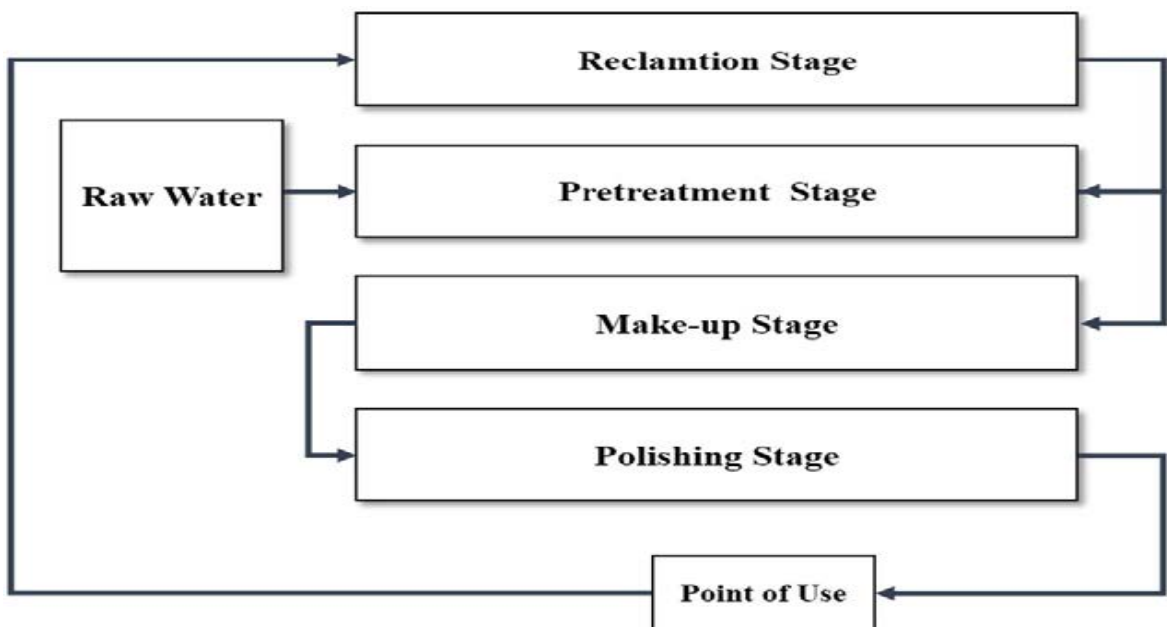 Reclamtion Stage
Raw Water
Pretreatment Stage
Make-up Stage
Polishing Stage
Point of Use